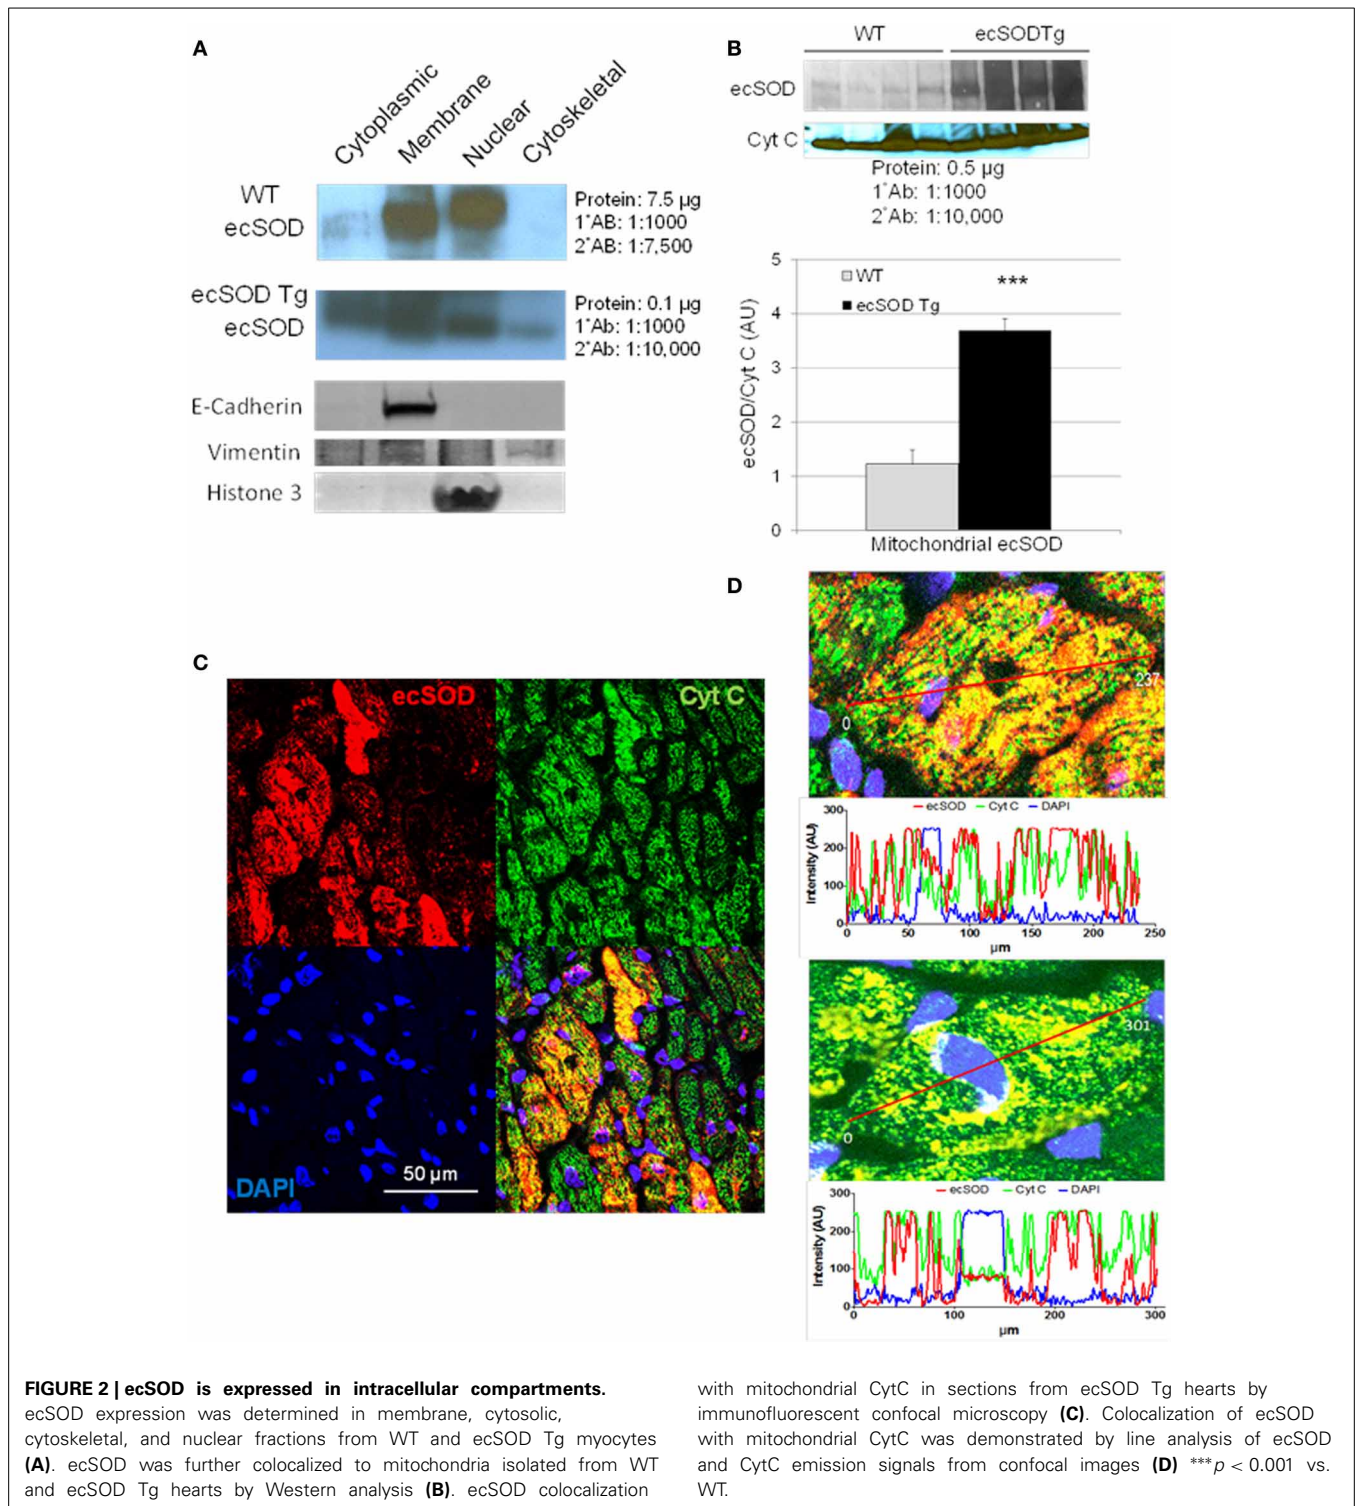 A
Cytoplasmic
Membrane
Nuclear
Cytoskeletal
WT
ecSOD
Protein: 7.5 µg
1°AB: 1:1000
2°AB: 1:7,500
ecSOD Tg
ecSOD
Protein: 0.1 µg
1°Ab: 1:1000
2°Ab: 1:10,000
E-Cadherin
Vimentin
Histone 3
B
WT
ecSODTg
ecSOD
Cyt C
Protein: 0.5 µg
1°Ab: 1:1000
2°Ab: 1:10,000
5
4
3
2
1
0
ecSOD/Cyt C (AU)
WT
ecSOD Tg
***
Mitochondrial ecSOD
C
ecSOD
Cyt C
DAPI
50 µm
D
0
237
ecSOD Cyt C DAPI
300
200
100
0
Intensity (AU)
0 50 100 150 200 250
µm
0
301
ecSOD Cyt C DAPI
300
200
100
0
Intensity (AU)
0 100 200 300
µm
FIGURE 2 | ecSOD is expressed in intracellular compartments.
ecSOD expression was determined in membrane, cytosolic,
cytoskeletal, and nuclear fractions from WT and ecSOD Tg myocytes
(A). ecSOD was further colocalized to mitochondria isolated from WT
and ecSOD Tg hearts by Western analysis (B). ecSOD colocalization
with mitochondrial CytC in sections from ecSOD Tg hearts by
immunofluorescent confocal microscopy (C). Colocalization of ecSOD
with mitochondrial CytC was demonstrated by line analysis of ecSOD
and CytC emission signals from confocal images (D) ***p < 0.001 vs.
WT.